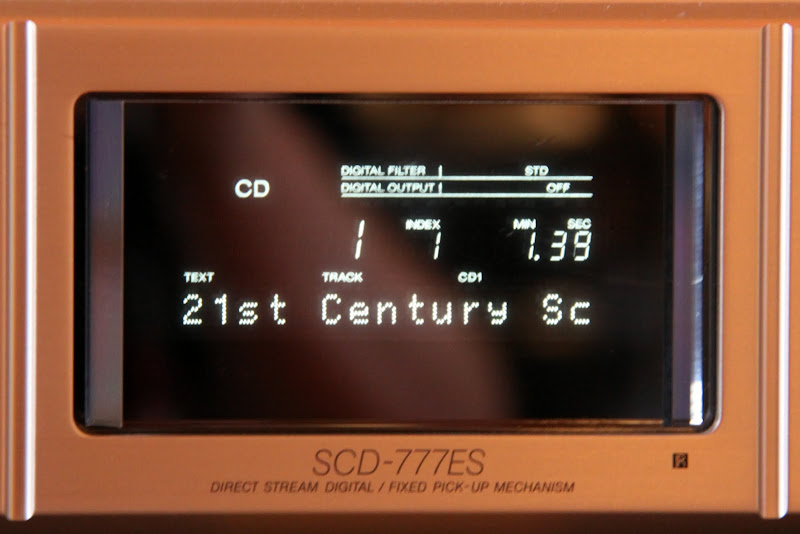 CD
DIGITAL FILTER STD
DIGITAL OUTPUT OFF
INDEX MIN SEC
1 1 1.39
TEXT TRACK CD1
21st Century Sc
SCD-777ES
DIRECT STREAM DIGITAL / FIXED PICK-UP MECHANISM